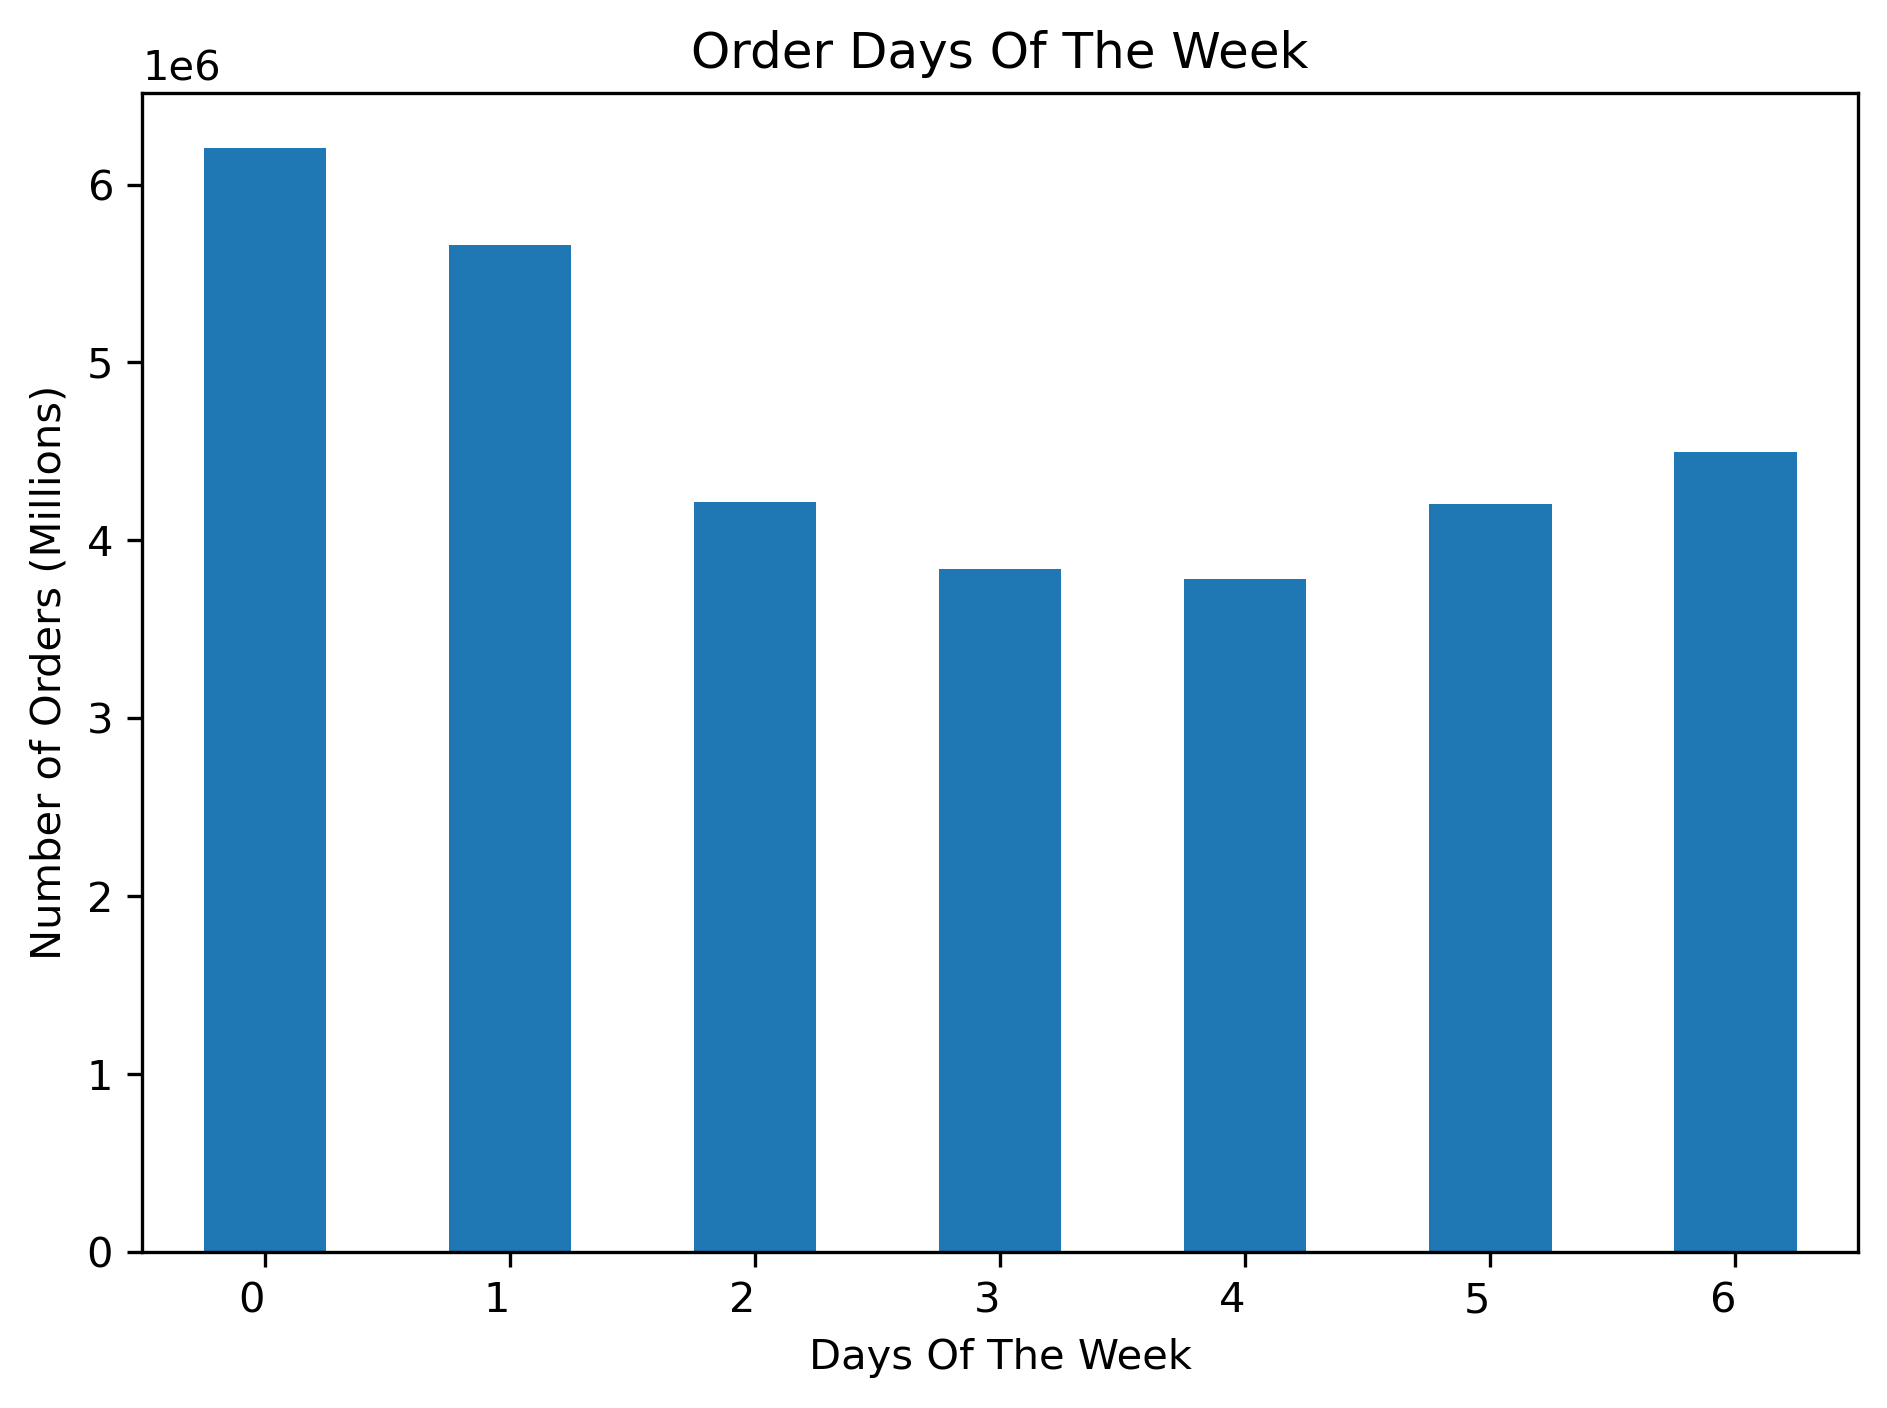 Order Days Of The Week
1e6
6
5
4
3
2
1
0
Number of Orders (Millions)
0 1 2 3 4 5 6
Days Of The Week